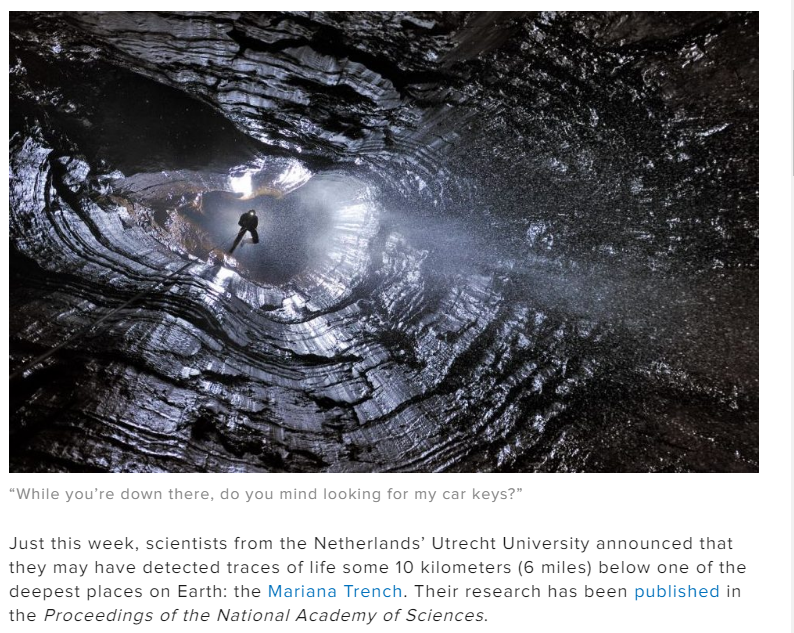 “While you’re down there, do you mind looking for my car keys?”
Just this week, scientists from the Netherlands’ Utrecht University announced that
they may have detected traces of life some 10 kilometers (6 miles) below one of the
deepest places on Earth: the Mariana Trench. Their research has been published in
the Proceedings of the National Academy of Sciences.